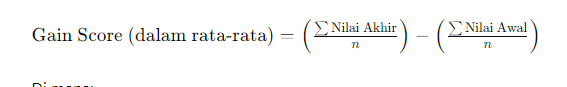 Gain Score (dalam rata-rata) = (∑ Nilai Akhir / n) − (∑ Nilai Awal / n)